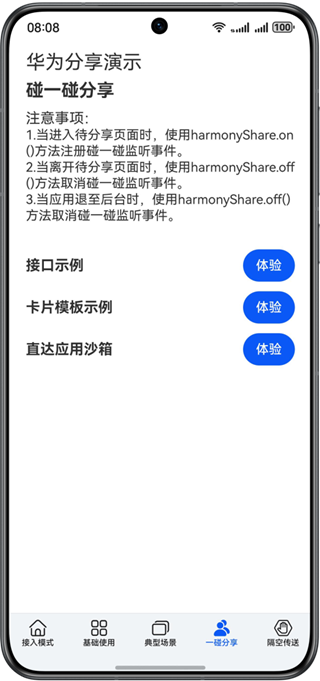 08:08
100
华为分享演示
碰一碰分享
注意事项：
1.当进入待分享页面时，使用harmonyShare.on
()方法注册碰一碰监听事件。
2.当离开待分享页面时，使用harmonyShare.off
()方法取消碰一碰监听事件。
3.当应用退至后台时，使用harmonyShare.off()
方法取消碰一碰监听事件。
接口示例 体验
卡片模板示例 体验
直达应用沙箱 体验
接入模式 基础使用 典型场景 一碰分享 隔空传送